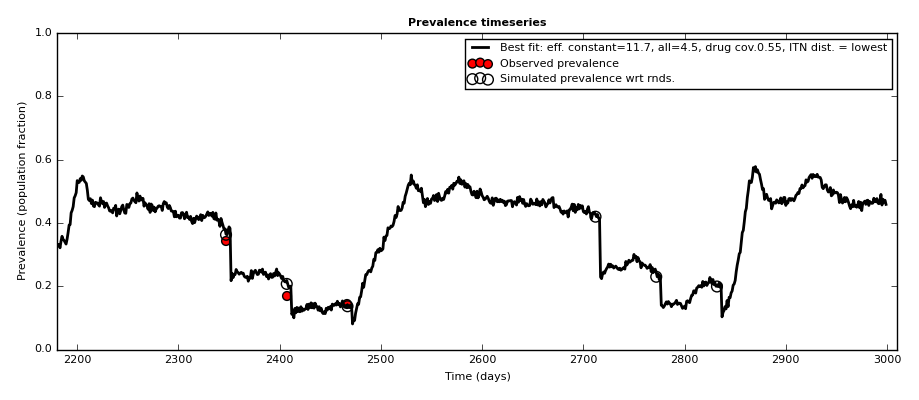 Prevalence timeseries
Best fit: eff. constant=11.7, all=4.5, drug cov.0.55, ITN dist. = lowest
Observed prevalence
Simulated prevalence wrt rnds.
Prevalence (population fraction)
1.0
0.8
0.6
0.4
0.2
0.0
2200 2300 2400 2500 2600 2700 2800 2900 3000
Time (days)